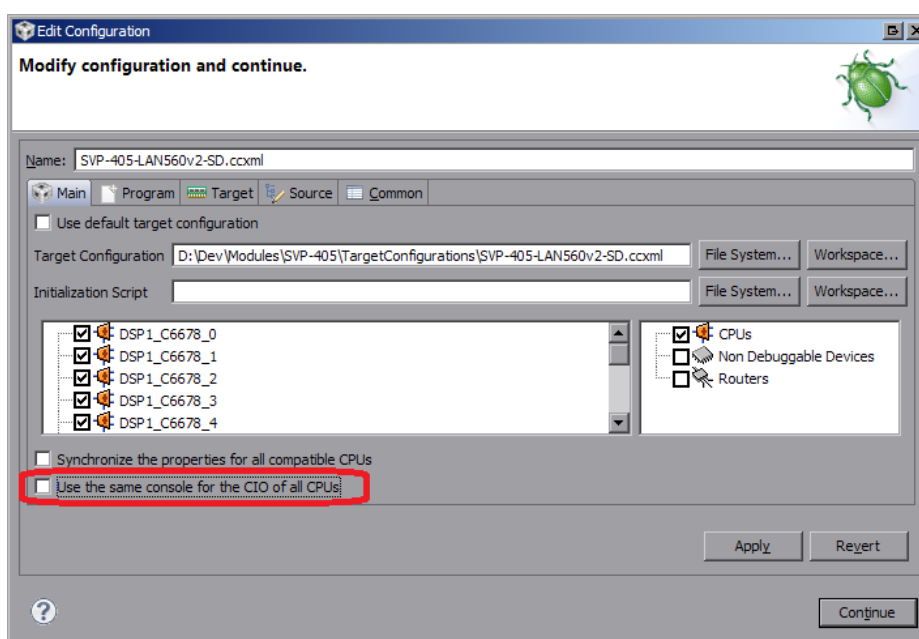 Edit Configuration
Modify configuration and continue.
Name: SVP-405-LAN560v2-SD.ccxml
Main Program Target Source Common
Use default target configuration
Target Configuration D:\Dev\Modules\SVP-405\TargetConfigurations\SVP-405-LAN560v2-SD.ccxml File System... Workspace...
Initialization Script File System... Workspace...
DSP1_C6678_0 CPUs
DSP1_C6678_1 Non Debuggable Devices
DSP1_C6678_2 Routers
DSP1_C6678_3
DSP1_C6678_4
Synchronize the properties for all compatible CPUs
Use the same console for the CIO of all CPUs
Apply Revert
? Continue